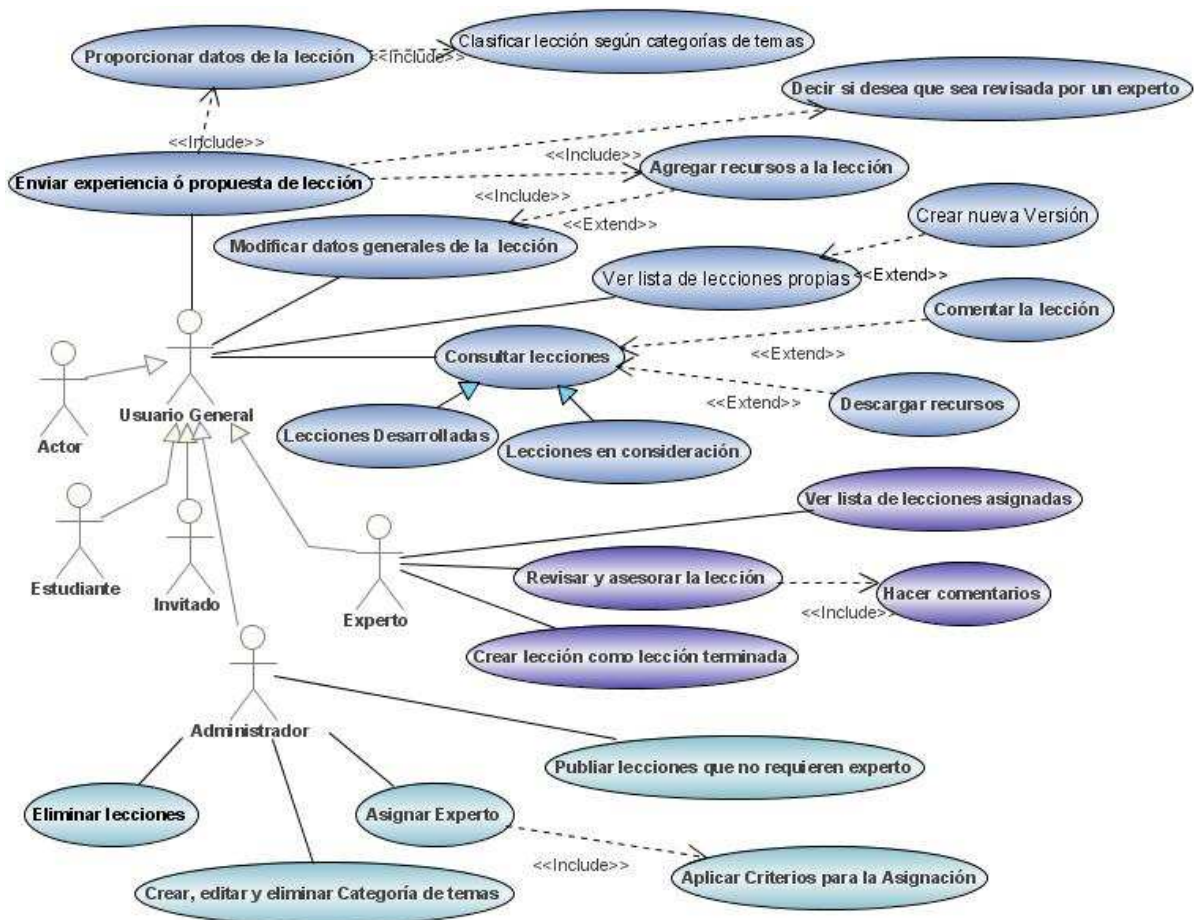 Clasificar lección según categorías de temas
Proporcionar datos de la lección
<<Include>>
Decir si desea que sea revisada por un experto
<<Include>>
<<Include>>
Agregar recursos a la lección
Enviar experiencia ó propuesta de lección
<<Include>>
Crear nueva Versión
<<Extend>>
Modificar datos generales de la lección
Ver lista de lecciones propias
<<Extend>>
Comentar la lección
Consultar lecciones
<<Extend>>
<<Extend>>
Descargar recursos
Usuario General
Actor
Lecciones Desarrolladas
Lecciones en consideración
Ver lista de lecciones asignadas
Revisar y asesorar la lección
Hacer comentarios
<<Include>>
Estudiante
Invitado
Experto
Crear lección como lección terminada
Administrador
Publiar lecciones que no requieren experto
Eliminar lecciones
Asignar Experto
<<Include>>
Aplicar Criterios para la Asignación
Crear, editar y eliminar Categoría de temas